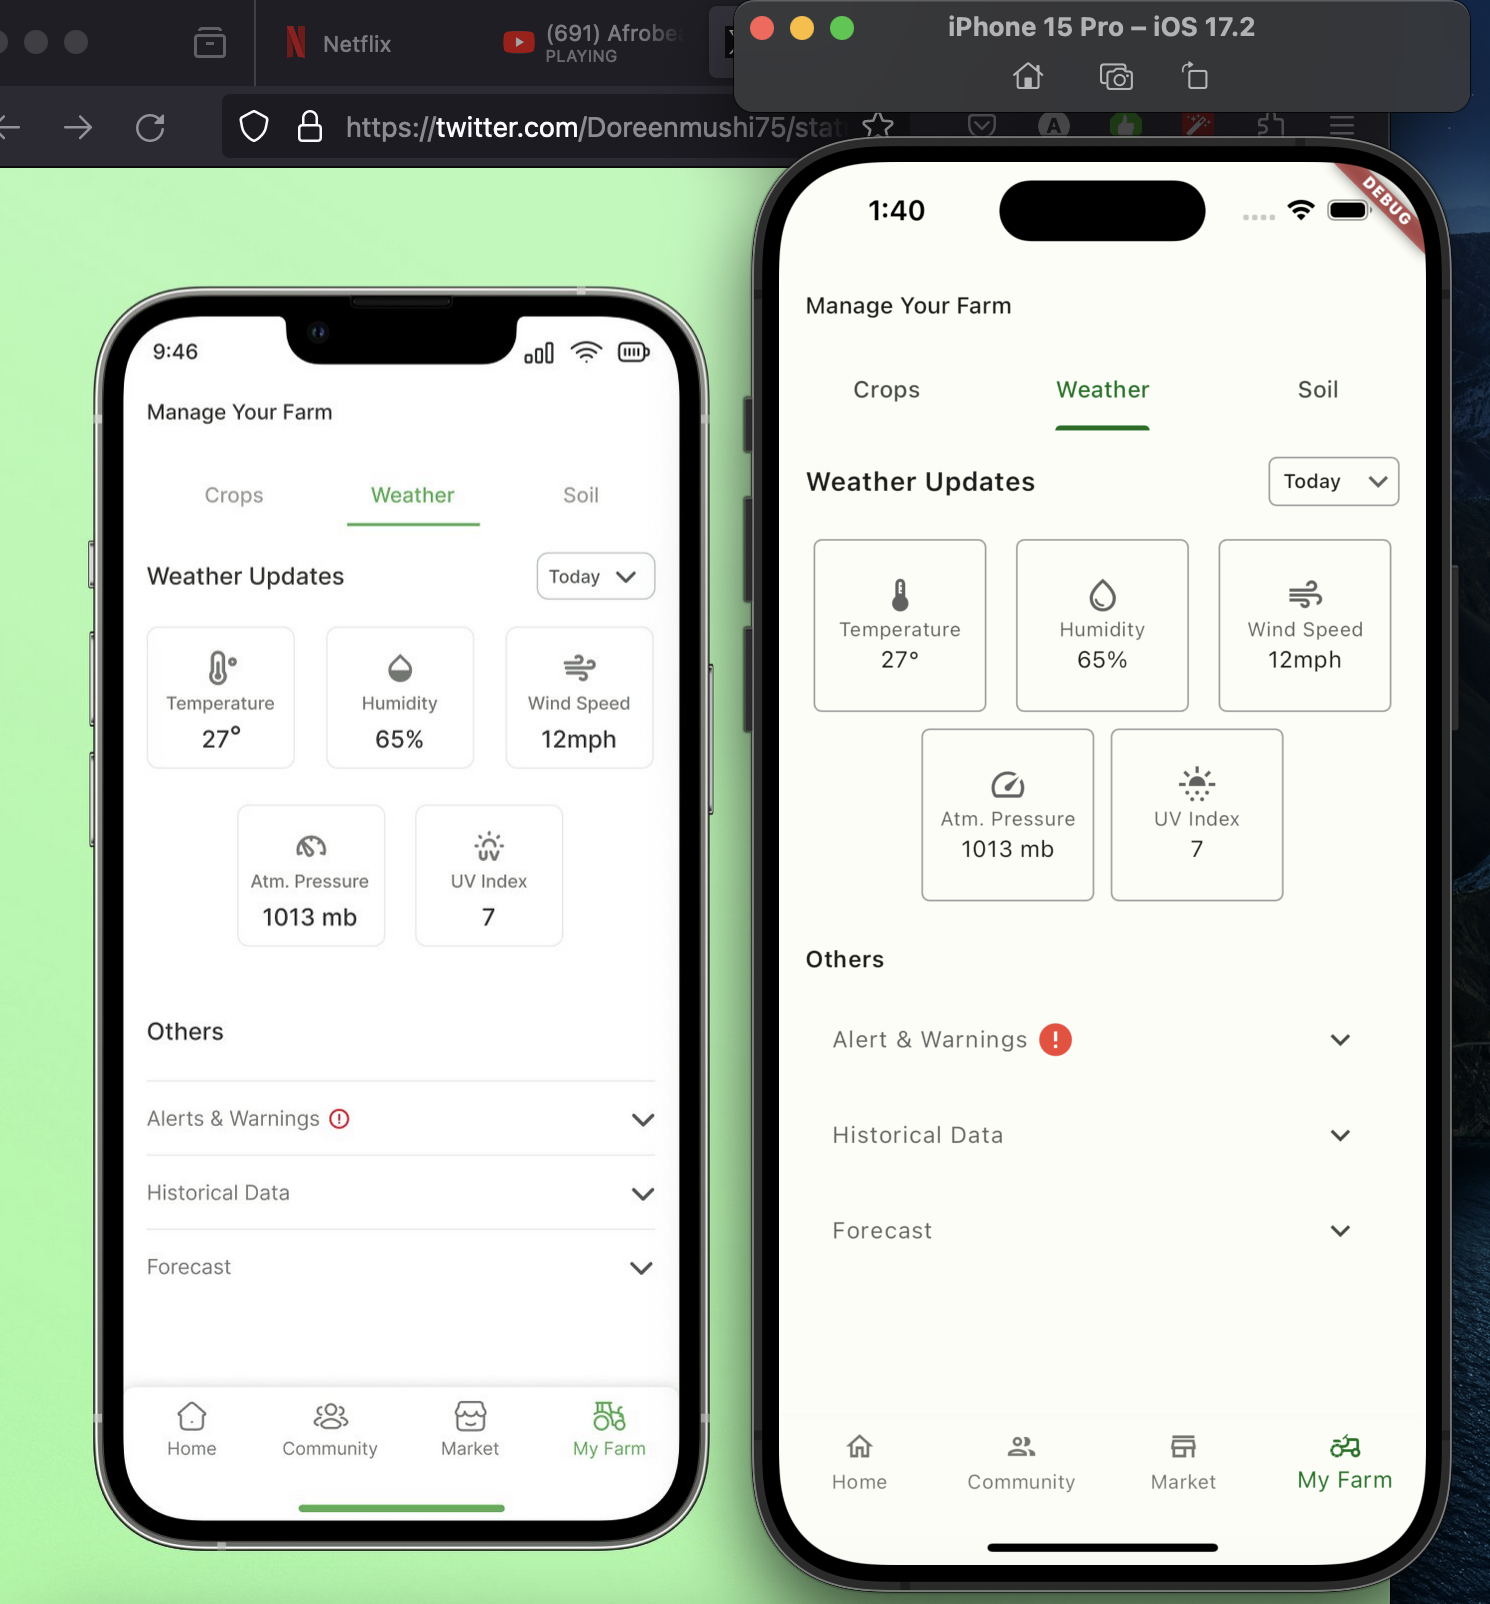 Netflix
(691) Afrobe
PLAYING
iPhone 15 Pro – iOS 17.2
https://twitter.com/Doreenmushi75/stat
A
9:46
Manage Your Farm
Crops
Weather
Soil
Weather Updates
Today
Temperature
27°
Humidity
65%
Wind Speed
12mph
Atm. Pressure
1013 mb
UV
UV Index
7
Others
Alerts & Warnings
Historical Data
Forecast
Home
Community
Market
My Farm
1:40
DEBUG
Manage Your Farm
Crops
Weather
Soil
Weather Updates
Today
Temperature
27°
Humidity
65%
Wind Speed
12mph
Atm. Pressure
1013 mb
UV Index
7
Others
Alert & Warnings
Historical Data
Forecast
Home
Community
Market
My Farm